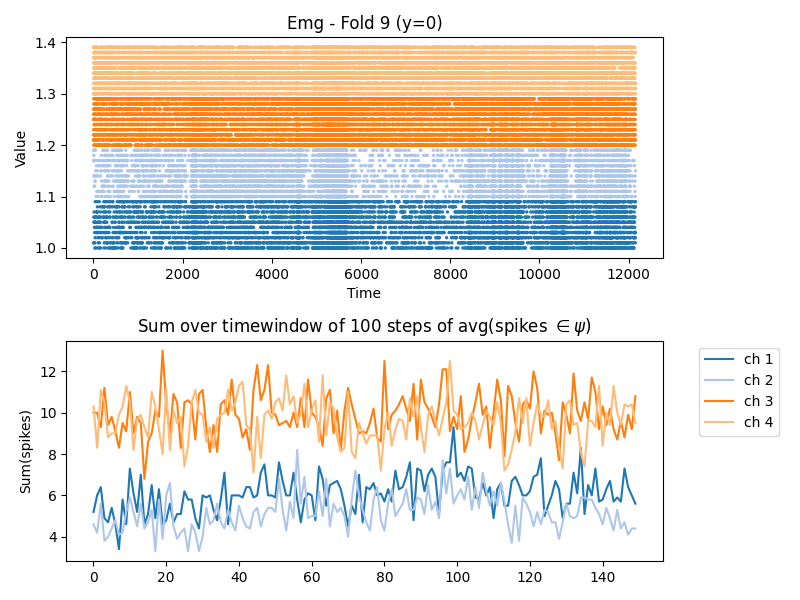 Emg - Fold 9 (y=0)
Value
1.4
1.3
1.2
1.1
1.0
0 2000 4000 6000 8000 10000 12000
Time
Sum over timewindow of 100 steps of avg(spikes ∈ ψ)
Sum(spikes)
12
10
8
6
4
0 20 40 60 80 100 120 140
ch 1
ch 2
ch 3
ch 4